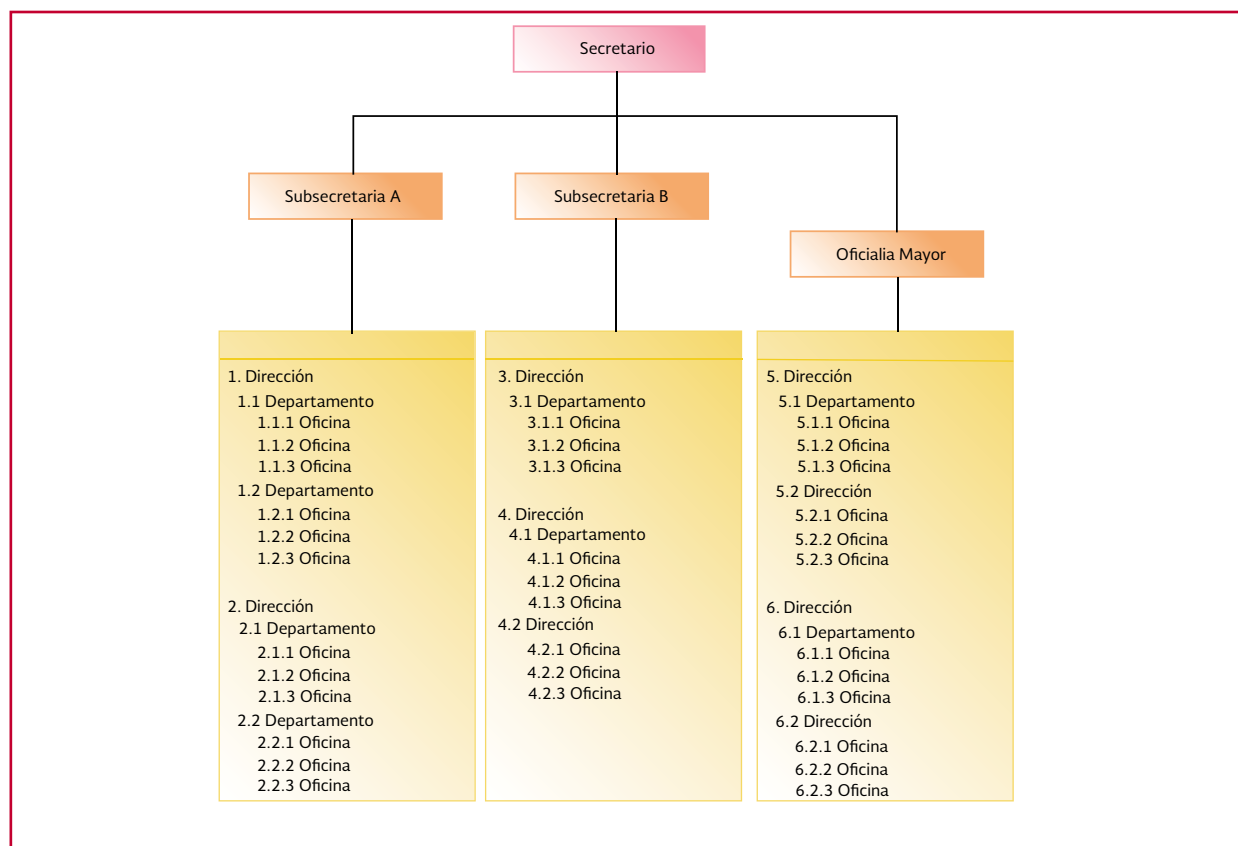 Secretario
Subsecretaria A
Subsecretaria B
Oficialia Mayor
1. Dirección
1.1 Departamento
1.1.1 Oficina
1.1.2 Oficina
1.1.3 Oficina
1.2 Departamento
1.2.1 Oficina
1.2.2 Oficina
1.2.3 Oficina
2. Dirección
2.1 Departamento
2.1.1 Oficina
2.1.2 Oficina
2.1.3 Oficina
2.2 Departamento
2.2.1 Oficina
2.2.2 Oficina
2.2.3 Oficina
3. Dirección
3.1 Departamento
3.1.1 Oficina
3.1.2 Oficina
3.1.3 Oficina
4. Dirección
4.1 Departamento
4.1.1 Oficina
4.1.2 Oficina
4.1.3 Oficina
4.2 Dirección
4.2.1 Oficina
4.2.2 Oficina
4.2.3 Oficina
5. Dirección
5.1 Departamento
5.1.1 Oficina
5.1.2 Oficina
5.1.3 Oficina
5.2 Dirección
5.2.1 Oficina
5.2.2 Oficina
5.2.3 Oficina
6. Dirección
6.1 Departamento
6.1.1 Oficina
6.1.2 Oficina
6.1.3 Oficina
6.2 Dirección
6.2.1 Oficina
6.2.2 Oficina
6.2.3 Oficina